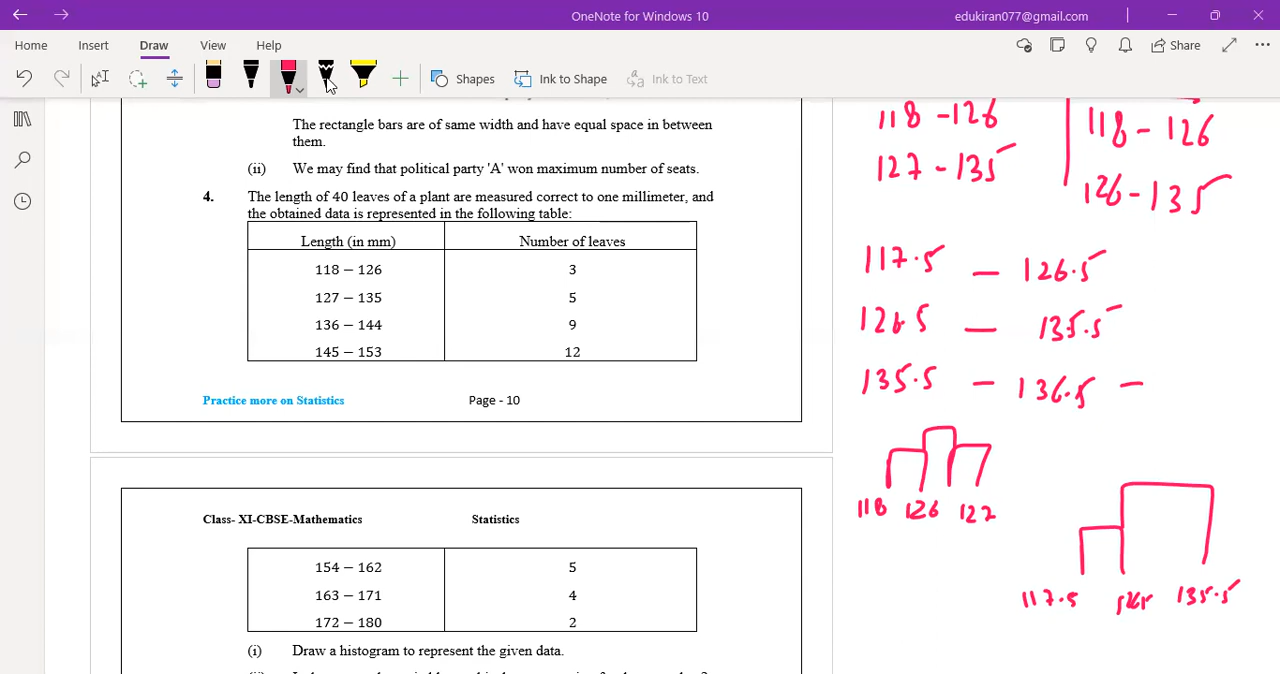 OneNote for Windows 10
edukiran077@gmail.com
Home Insert Draw View Help
Share
Shapes
Ink to Shape
Ink to Text
The rectangle bars are of same width and have equal space in between
them.
(ii) We may find that political party 'A' won maximum number of seats.
4. The length of 40 leaves of a plant are measured correct to one millimeter, and
the obtained data is represented in the following table:
Length (in mm) Number of leaves
118 – 126 3
127 – 135 5
136 – 144 9
145 – 153 12
Practice more on Statistics Page - 10
Class- XI-CBSE-Mathematics Statistics
154 – 162 5
163 – 171 4
172 – 180 2
(i) Draw a histogram to represent the given data.
118 - 126
127 - 135
118 - 126
126 - 135
117.5 – 126.5
126.5 – 135.5
135.5 – 136.5 –
118 126 127
117.5 135.5